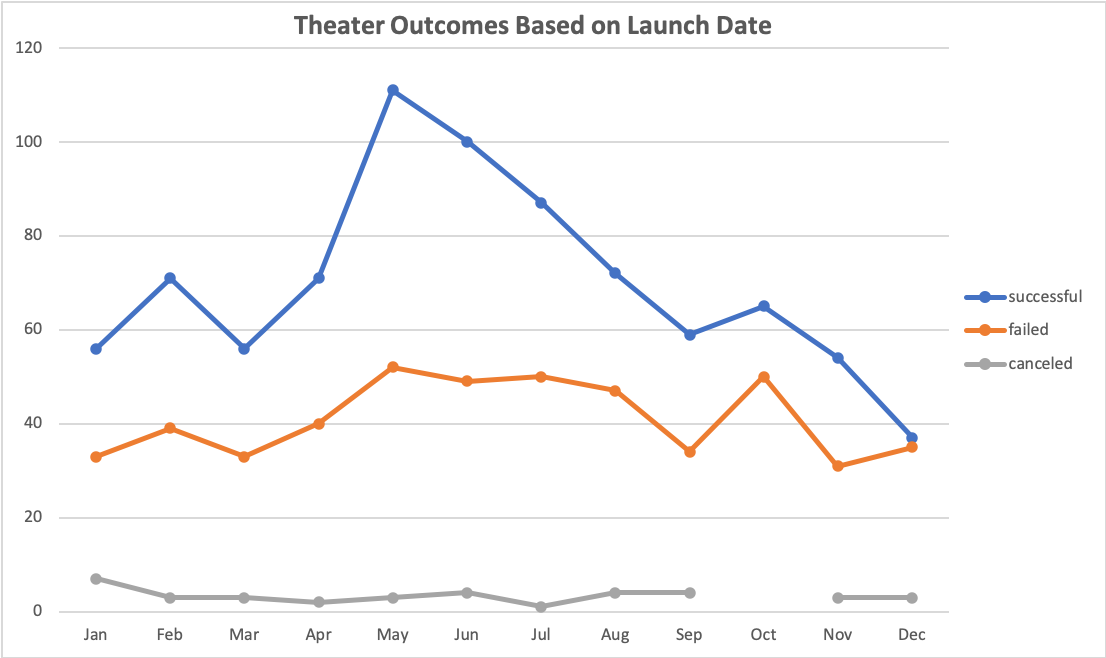 Theater Outcomes Based on Launch Date
120
100
80
60
40
20
0
Jan Feb Mar Apr May Jun Jul Aug Sep Oct Nov Dec
successful
failed
canceled